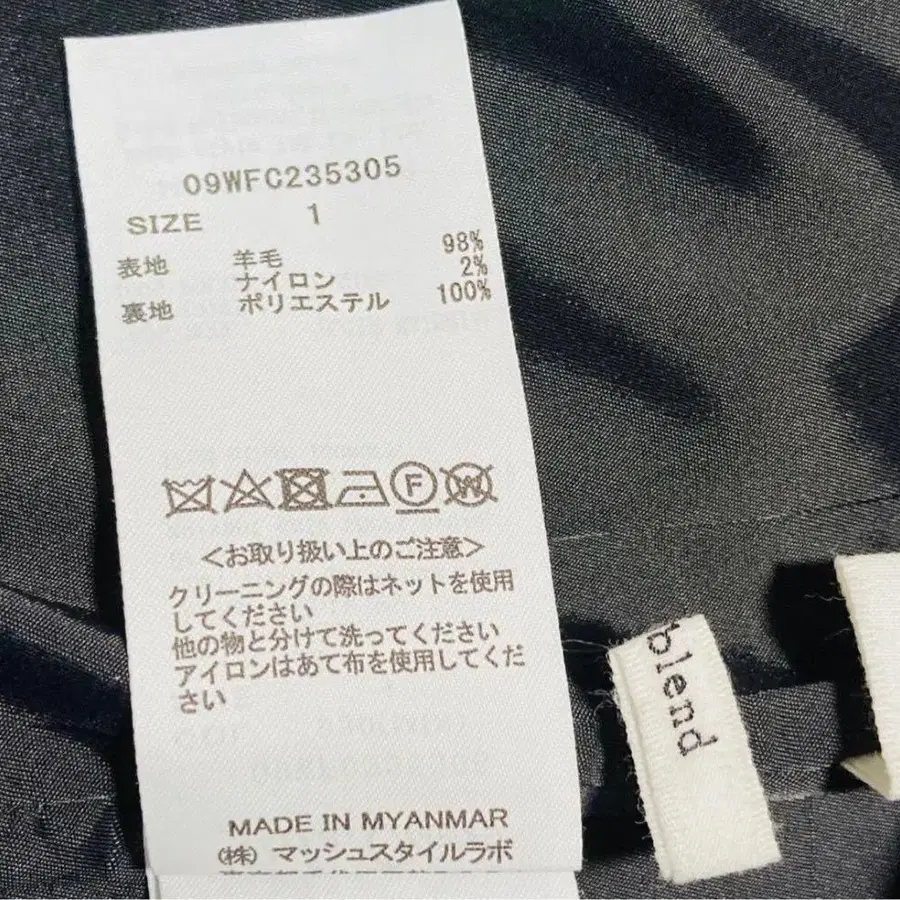 09WFC235305
SIZE 1
表地 羊毛 98%
ナイロン 2%
裏地 ポリエステル 100%
F W
<お取り扱い上のご注意>
クリーニングの際はネットを使用
してください
他の物と分けて洗ってください
アイロンはあて布を使用してくだ
さい
MADE IN MYANMAR
(株) マッシュスタイルラボ
blend